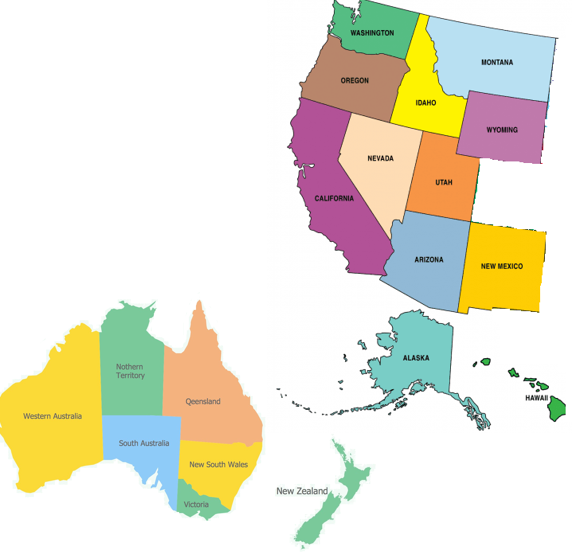 WASHINGTON
MONTANA
OREGON
IDAHO
WYOMING
NEVADA
UTAH
CALIFORNIA
ARIZONA
NEW MEXICO
ALASKA
HAWAII
Nothern
Territory
Qeensland
Western Australia
South Australia
New South Wales
Victoria
New Zealand